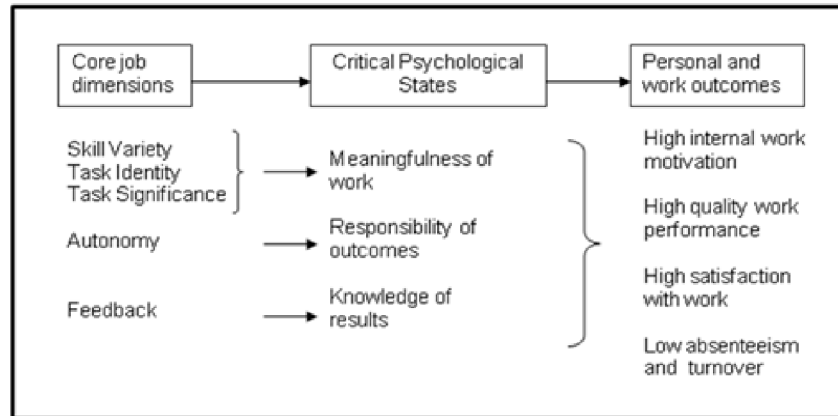 Core job
dimensions
Critical Psychological
States
Personal and
work outcomes
Skill Variety
Task Identity
Task Significance
Meaningfulness of
work
Autonomy
Responsibility of
outcomes
Feedback
Knowledge of
results
High internal work
motivation
High quality work
performance
High satisfaction
with work
Low absenteeism
and turnover